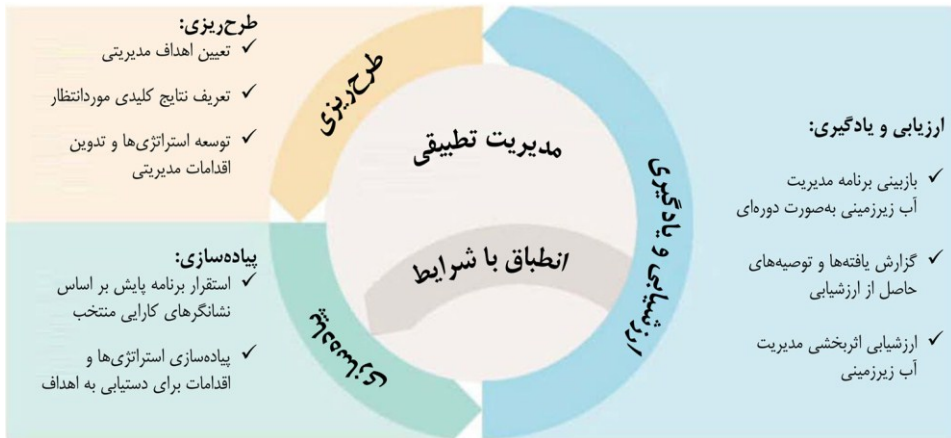 طرح‌ریزی:
✓ تعیین اهداف مدیریتی
✓ تعریف نتایج کلیدی موردانتظار
✓ توسعه استراتژی‌ها و تدوین
اقدامات مدیریتی
پیاده‌سازی:
✓ استقرار برنامه پایش بر اساس
نشانگرهای کارایی منتخب
✓ پیاده‌سازی استراتژی‌ها و
اقدامات برای دستیابی به اهداف
طرح‌ریزی
مدیریت تطبیقی
انطباق با شرایط
پیاده‌سازی
ارزشیابی و یادگیری
ارزیابی و یادگیری:
✓ بازبینی برنامه مدیریت
آب زیرزمینی به‌صورت دوره‌ای
✓ گزارش یافته‌ها و توصیه‌های
حاصل از ارزشیابی
✓ ارزشیابی اثربخشی مدیریت
آب زیرزمینی